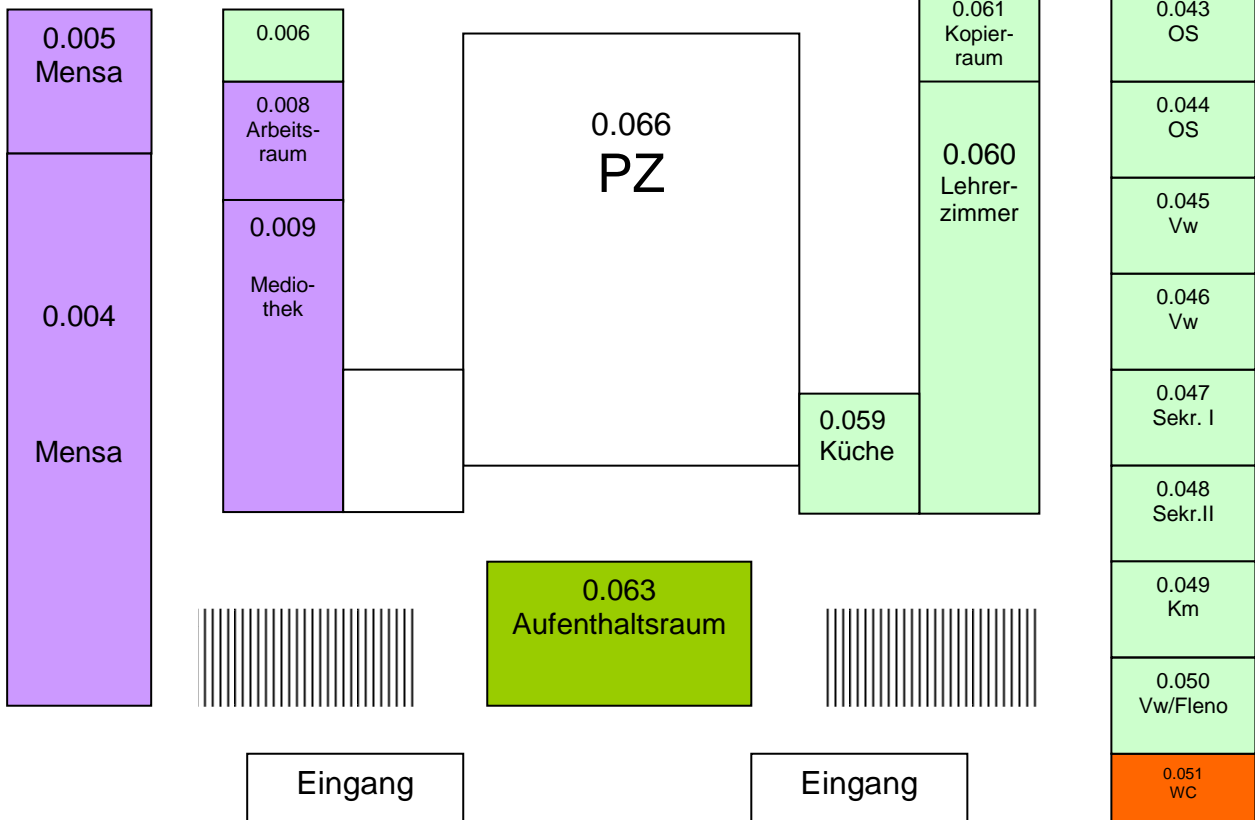 0.005
Mensa
0.004
Mensa
0.006
0.008
Arbeits-
raum
0.009
Medio-
thek
0.066
PZ
0.061
Kopier-
raum
0.060
Lehrer-
zimmer
0.059
Küche
0.063
Aufenthaltsraum
Eingang
Eingang
0.043
OS
0.044
OS
0.045
Vw
0.046
Vw
0.047
Sekr. I
0.048
Sekr.II
0.049
Km
0.050
Vw/Fleno
0.051
WC